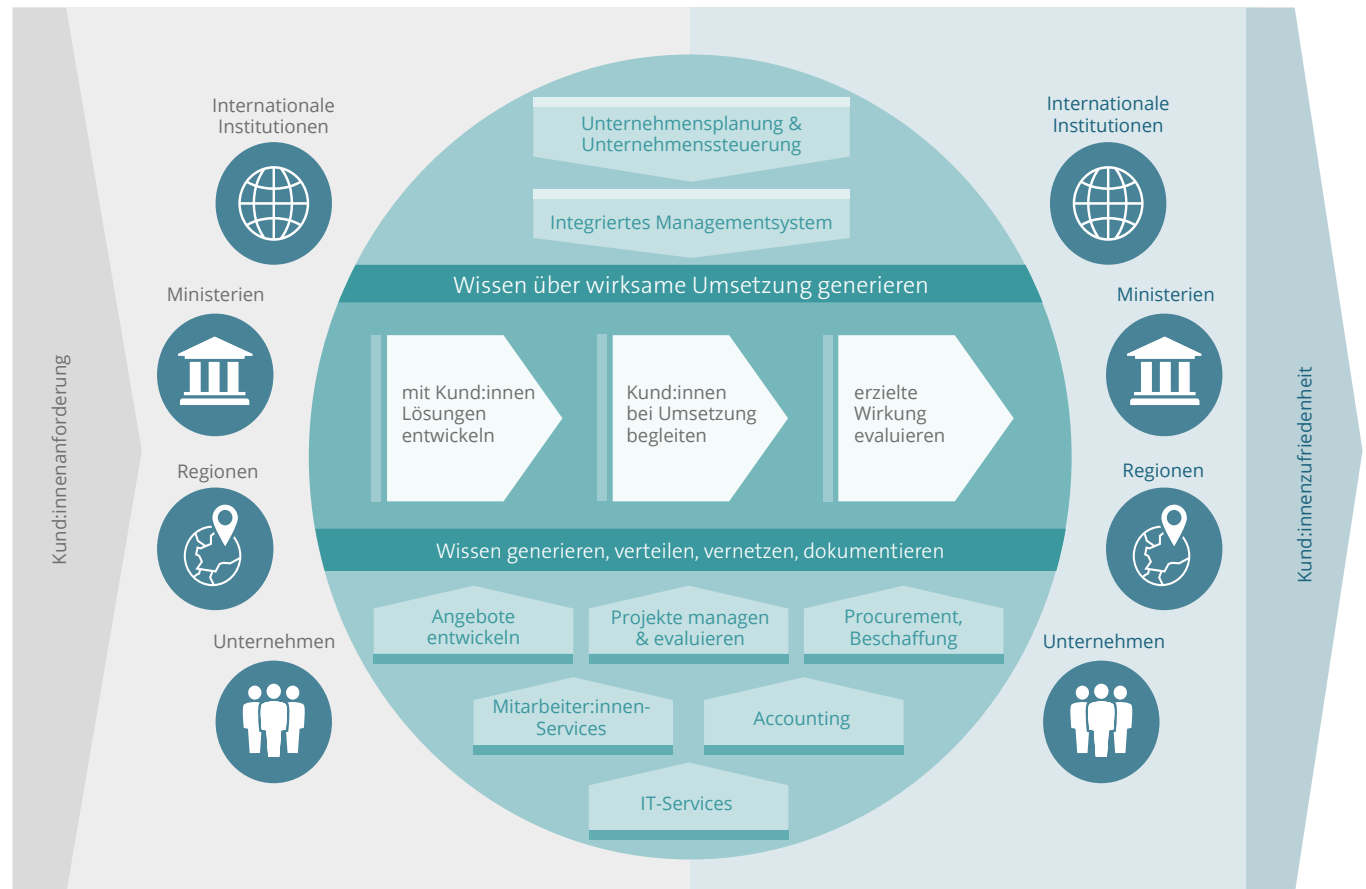 Kund:innenanforderung
Internationale
Institutionen
Ministerien
Regionen
Unternehmen
Unternehmensplanung &
Unternehmenssteuerung
Integriertes Managementsystem
Wissen über wirksame Umsetzung generieren
mit Kund:innen
Lösungen
entwickeln
Kund:innen
bei Umsetzung
begleiten
erzielte
Wirkung
evaluieren
Wissen generieren, verteilen, vernetzen, dokumentieren
Angebote
entwickeln
Projekte managen
& evaluieren
Procurement,
Beschaffung
Mitarbeiter:innen-
Services
Accounting
IT-Services
Internationale
Institutionen
Ministerien
Regionen
Unternehmen
Kund:innenzufriedenheit